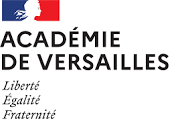 ACADÉMIE
DE VERSAILLES
Liberté
Égalité
Fraternité